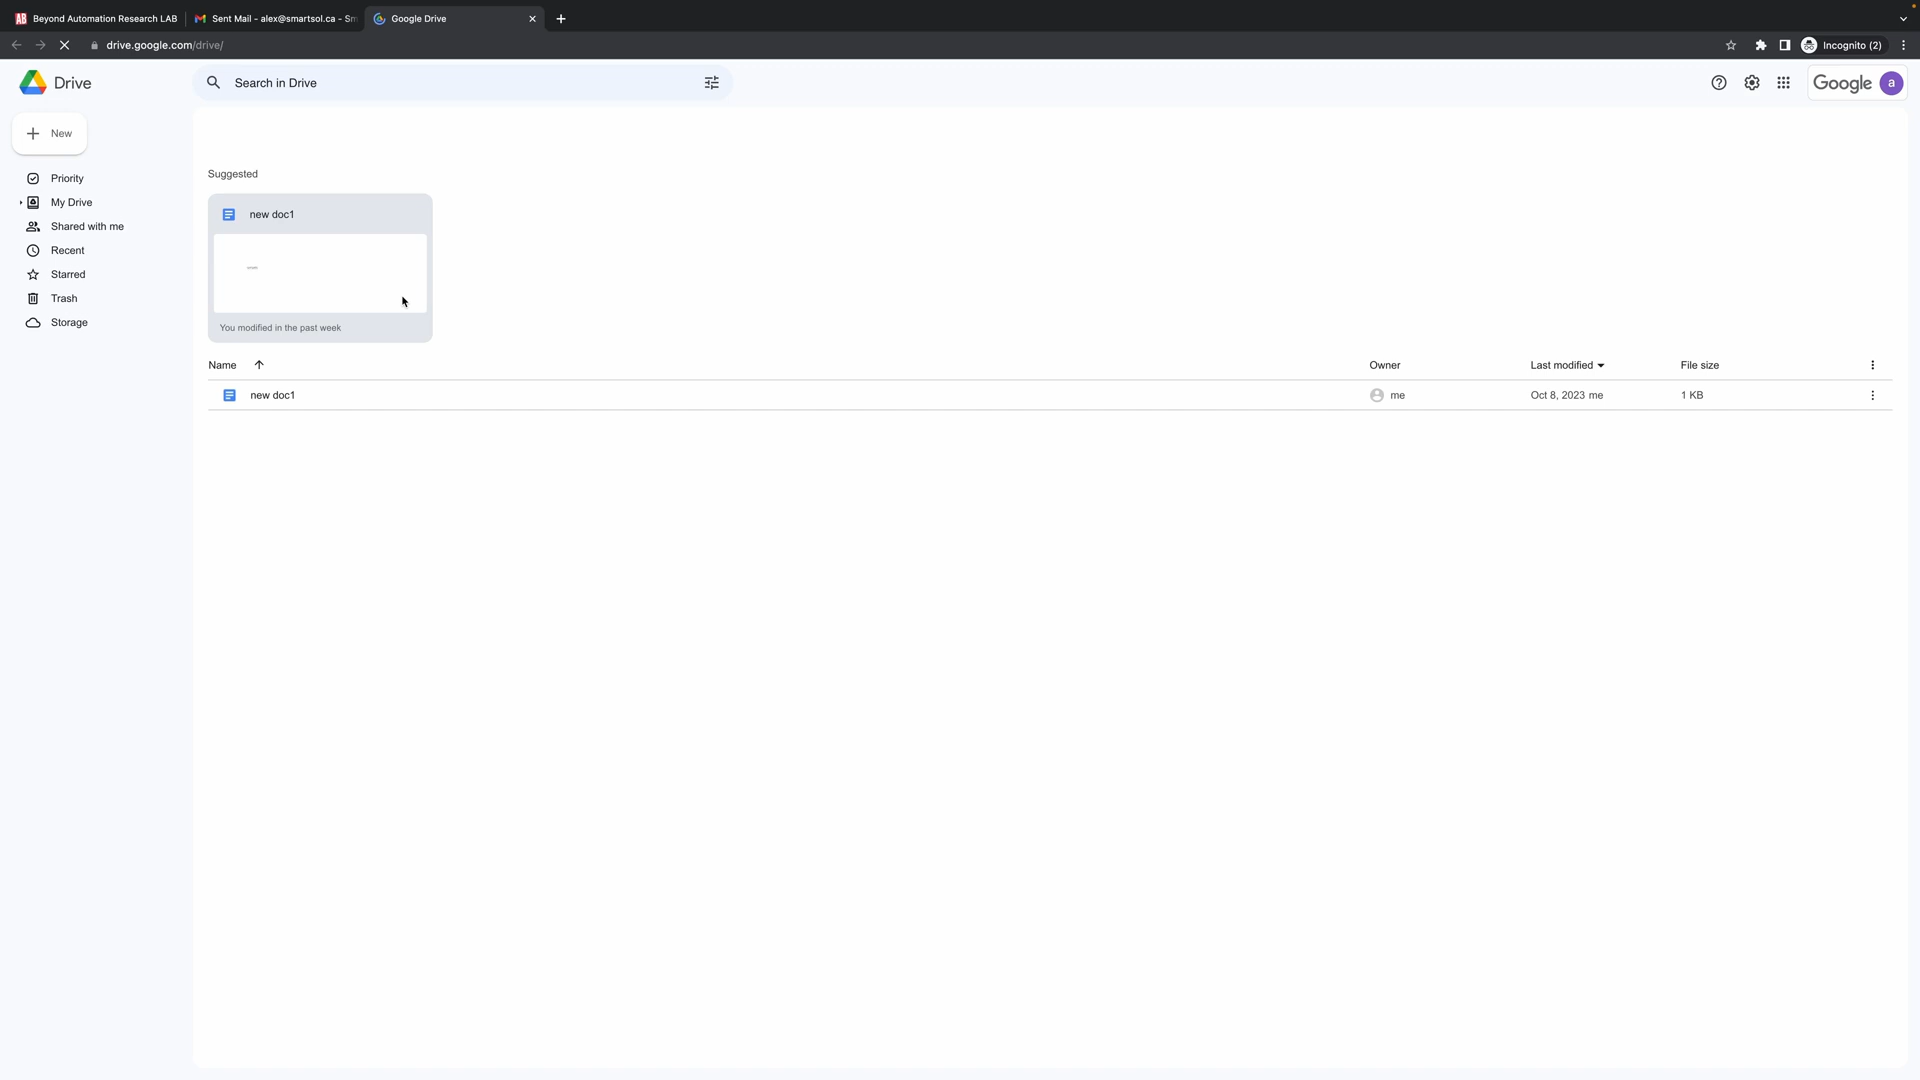 Beyond Automation Research LAB
Sent Mail - alex@smartsol.ca - Sm
Google Drive
drive.google.com/drive/
Incognito (2)
Drive
Search in Drive
Google
a
New
Priority
My Drive
Shared with me
Recent
Starred
Trash
Storage
Suggested
new doc1
You modified in the past week
Name Owner Last modified File size
new doc1 me Oct 8, 2023 me 1 KB